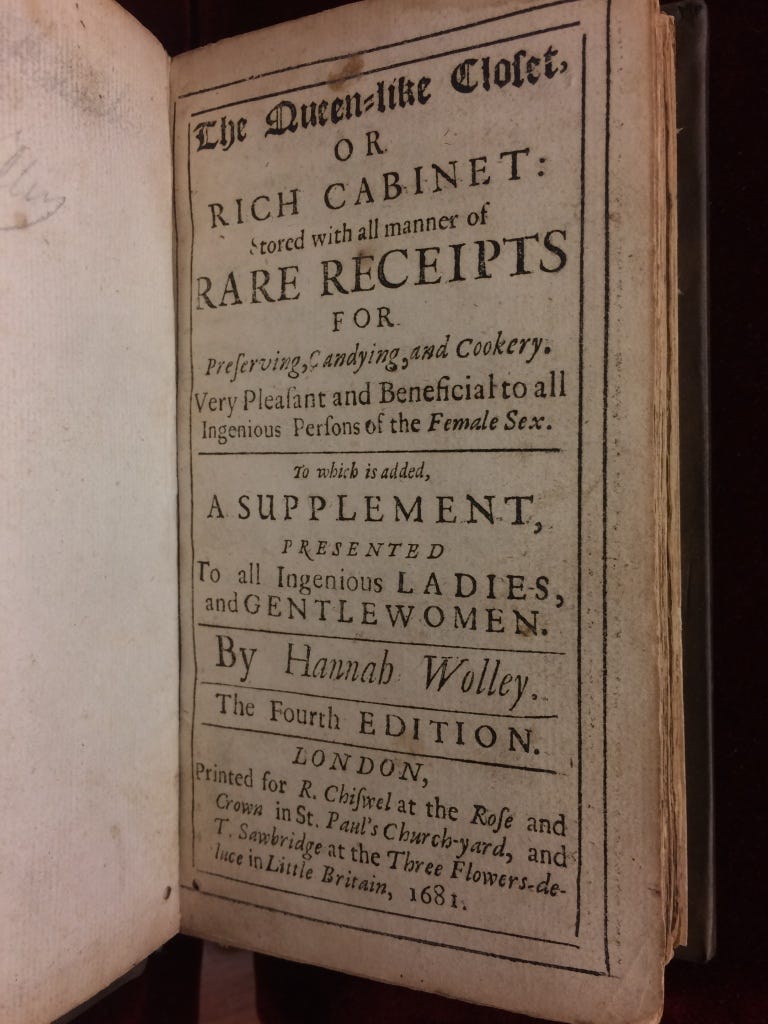 The Queen-like Cloſet,
OR
RICH CABINET:
Stored with all manner of
RARE RECEIPTS
FOR
Preſerving, Candying, and Cookery.
Very Pleaſant and Beneficial to all
Ingenious Perſons of the Female Sex.
To which is added,
A SUPPLEMENT,
PRESENTED
To all Ingenious LADIES,
and GENTLEWOMEN.
By Hannah Wolley.
The Fourth EDITION.
LONDON,
Printed for R. Chiſwel at the Roſe and
Crown in St. Paul's Church-yard, and
T. Sawbridge at the Three Flowers-de-
luce in Little Britain, 1681.